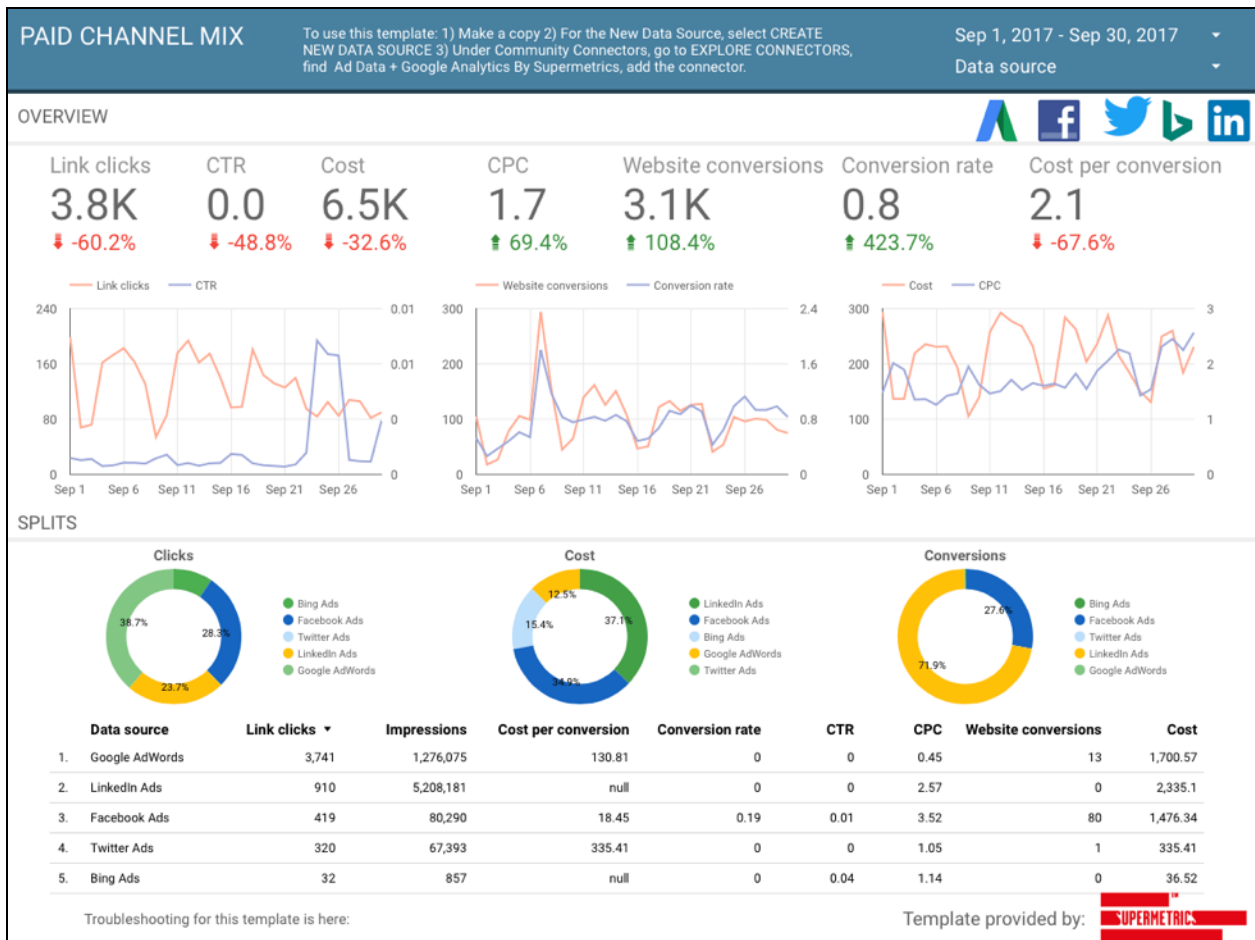 PAID CHANNEL MIX
To use this template: 1) Make a copy 2) For the New Data Source, select CREATE
NEW DATA SOURCE 3) Under Community Connectors, go to EXPLORE CONNECTORS,
find Ad Data + Google Analytics By Supermetrics, add the connector.
Sep 1, 2017 - Sep 30, 2017
Data source
OVERVIEW
f in
Link clicks CTR Cost CPC Website conversions Conversion rate Cost per conversion
3.8K 0.0 6.5K 1.7 3.1K 0.8 2.1
-60.2% -48.8% -32.6% 69.4% 108.4% 423.7% -67.6%
Link clicks CTR
240 0.01
160 0.01
80 0
0 0
Sep 1 Sep 6 Sep 11 Sep 16 Sep 21 Sep 26
Website conversions Conversion rate
300 2.4
200 1.6
100 0.8
0 0
Sep 1 Sep 6 Sep 11 Sep 16 Sep 21 Sep 26
Cost CPC
300 3
200 2
100 1
0 0
Sep 1 Sep 6 Sep 11 Sep 16 Sep 21 Sep 26
SPLITS
Clicks
38.7% 28.3%
23.7%
Bing Ads
Facebook Ads
Twitter Ads
LinkedIn Ads
Google AdWords
Cost
12.5%
15.4% 37.1%
34.9%
LinkedIn Ads
Facebook Ads
Bing Ads
Google AdWords
Twitter Ads
Conversions
27.6%
71.9%
Bing Ads
Facebook Ads
Twitter Ads
LinkedIn Ads
Google AdWords
Data source Link clicks Impressions Cost per conversion Conversion rate CTR CPC Website conversions Cost
1. Google AdWords 3,741 1,276,075 130.81 0 0 0.45 13 1,700.57
2. LinkedIn Ads 910 5,208,181 null 0 0 2.57 0 2,335.1
3. Facebook Ads 419 80,290 18.45 0.19 0.01 3.52 80 1,476.34
4. Twitter Ads 320 67,393 335.41 0 0 1.05 1 335.41
5. Bing Ads 32 857 null 0 0.04 1.14 0 36.52
Troubleshooting for this template is here:
Template provided by:
SUPERMETRICS